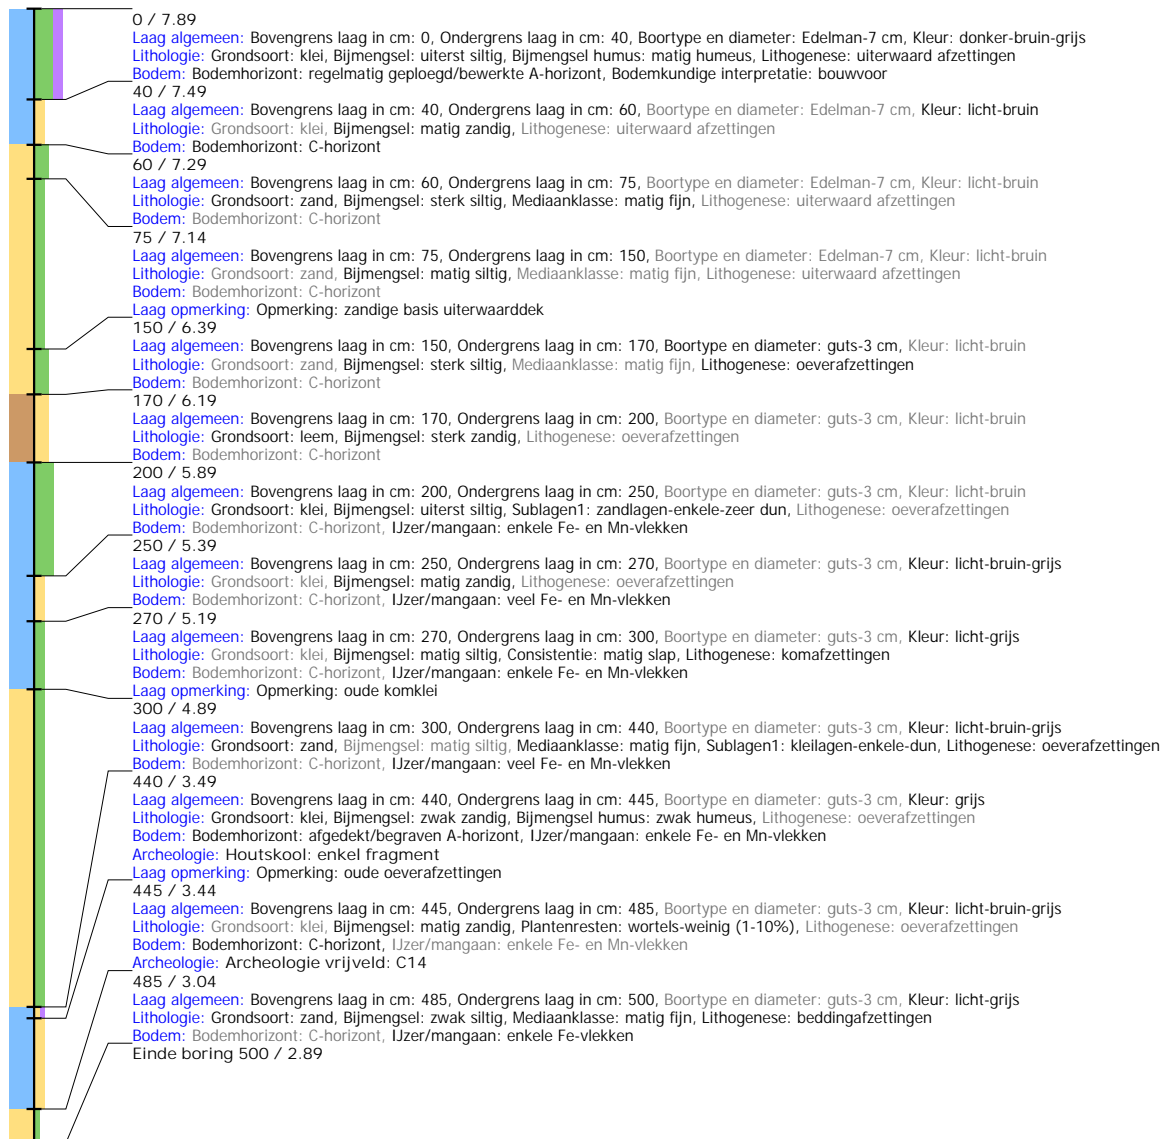 0 / 7.89
Laag algemeen: Bovengrens laag in cm: 0, Ondergrens laag in cm: 40, Boortype en diameter: Edelman-7 cm, Kleur: donker-bruin-grijs
Lithologie: Grondsoort: klei, Bijmengsel: uiterst siltig, Bijmengsel humus: matig humeus, Lithogenese: uiterwaard afzettingen
Bodem: Bodemhorizont: regelmatig geploegd/bewerkte A-horizont, Bodemkundige interpretatie: bouwvoor
40 / 7.49
Laag algemeen: Bovengrens laag in cm: 40, Ondergrens laag in cm: 60, Boortype en diameter: Edelman-7 cm, Kleur: licht-bruin
Lithologie: Grondsoort: klei, Bijmengsel: matig zandig, Lithogenese: uiterwaard afzettingen
Bodem: Bodemhorizont: C-horizont
60 / 7.29
Laag algemeen: Bovengrens laag in cm: 60, Ondergrens laag in cm: 75, Boortype en diameter: Edelman-7 cm, Kleur: licht-bruin
Lithologie: Grondsoort: zand, Bijmengsel: sterk siltig, Mediaanklasse: matig fijn, Lithogenese: uiterwaard afzettingen
Bodem: Bodemhorizont: C-horizont
75 / 7.14
Laag algemeen: Bovengrens laag in cm: 75, Ondergrens laag in cm: 150, Boortype en diameter: Edelman-7 cm, Kleur: licht-bruin
Lithologie: Grondsoort: zand, Bijmengsel: matig siltig, Mediaanklasse: matig fijn, Lithogenese: uiterwaard afzettingen
Bodem: Bodemhorizont: C-horizont
Laag opmerking: Opmerking: zandige basis uiterwaarddek
150 / 6.39
Laag algemeen: Bovengrens laag in cm: 150, Ondergrens laag in cm: 170, Boortype en diameter: guts-3 cm, Kleur: licht-bruin
Lithologie: Grondsoort: zand, Bijmengsel: sterk siltig, Mediaanklasse: matig fijn, Lithogenese: oeverafzettingen
Bodem: Bodemhorizont: C-horizont
170 / 6.19
Laag algemeen: Bovengrens laag in cm: 170, Ondergrens laag in cm: 200, Boortype en diameter: guts-3 cm, Kleur: licht-bruin
Lithologie: Grondsoort: leem, Bijmengsel: sterk zandig, Lithogenese: oeverafzettingen
Bodem: Bodemhorizont: C-horizont
200 / 5.89
Laag algemeen: Bovengrens laag in cm: 200, Ondergrens laag in cm: 250, Boortype en diameter: guts-3 cm, Kleur: licht-bruin
Lithologie: Grondsoort: klei, Bijmengsel: uiterst siltig, Sublagen1: zandlagen-enkele-zeer dun, Lithogenese: oeverafzettingen
Bodem: Bodemhorizont: C-horizont, IJzer/mangaan: enkele Fe- en Mn-vlekken
250 / 5.39
Laag algemeen: Bovengrens laag in cm: 250, Ondergrens laag in cm: 270, Boortype en diameter: guts-3 cm, Kleur: licht-bruin-grijs
Lithologie: Grondsoort: klei, Bijmengsel: matig zandig, Lithogenese: oeverafzettingen
Bodem: Bodemhorizont: C-horizont, IJzer/mangaan: veel Fe- en Mn-vlekken
270 / 5.19
Laag algemeen: Bovengrens laag in cm: 270, Ondergrens laag in cm: 300, Boortype en diameter: guts-3 cm, Kleur: licht-grijs
Lithologie: Grondsoort: klei, Bijmengsel: matig siltig, Consistentie: matig slap, Lithogenese: komafzettingen
Bodem: Bodemhorizont: C-horizont, IJzer/mangaan: enkele Fe- en Mn-vlekken
Laag opmerking: Opmerking: oude komklei
300 / 4.89
Laag algemeen: Bovengrens laag in cm: 300, Ondergrens laag in cm: 440, Boortype en diameter: guts-3 cm, Kleur: licht-bruin-grijs
Lithologie: Grondsoort: zand, Bijmengsel: matig siltig, Mediaanklasse: matig fijn, Sublagen1: kleilagen-enkele-dun, Lithogenese: oeverafzettingen
Bodem: Bodemhorizont: C-horizont, IJzer/mangaan: veel Fe- en Mn-vlekken
440 / 3.49
Laag algemeen: Bovengrens laag in cm: 440, Ondergrens laag in cm: 445, Boortype en diameter: guts-3 cm, Kleur: grijs
Lithologie: Grondsoort: klei, Bijmengsel: zwak zandig, Bijmengsel humus: zwak humeus, Lithogenese: oeverafzettingen
Bodem: Bodemhorizont: afgedekt/begraven A-horizont, IJzer/mangaan: enkele Fe- en Mn-vlekken
Archeologie: Houtskool: enkel fragment
Laag opmerking: Opmerking: oude oeverafzettingen
445 / 3.44
Laag algemeen: Bovengrens laag in cm: 445, Ondergrens laag in cm: 485, Boortype en diameter: guts-3 cm, Kleur: licht-bruin-grijs
Lithologie: Grondsoort: klei, Bijmengsel: matig zandig, Plantenresten: wortels-weinig (1-10%), Lithogenese: oeverafzettingen
Bodem: Bodemhorizont: C-horizont, IJzer/mangaan: enkele Fe- en Mn-vlekken
Archeologie: Archeologie vrijveld: C14
485 / 3.04
Laag algemeen: Bovengrens laag in cm: 485, Ondergrens laag in cm: 500, Boortype en diameter: guts-3 cm, Kleur: licht-grijs
Lithologie: Grondsoort: zand, Bijmengsel: zwak siltig, Mediaanklasse: matig fijn, Lithogenese: beddingafzettingen
Bodem: Bodemhorizont: C-horizont, IJzer/mangaan: enkele Fe-vlekken
Einde boring 500 / 2.89